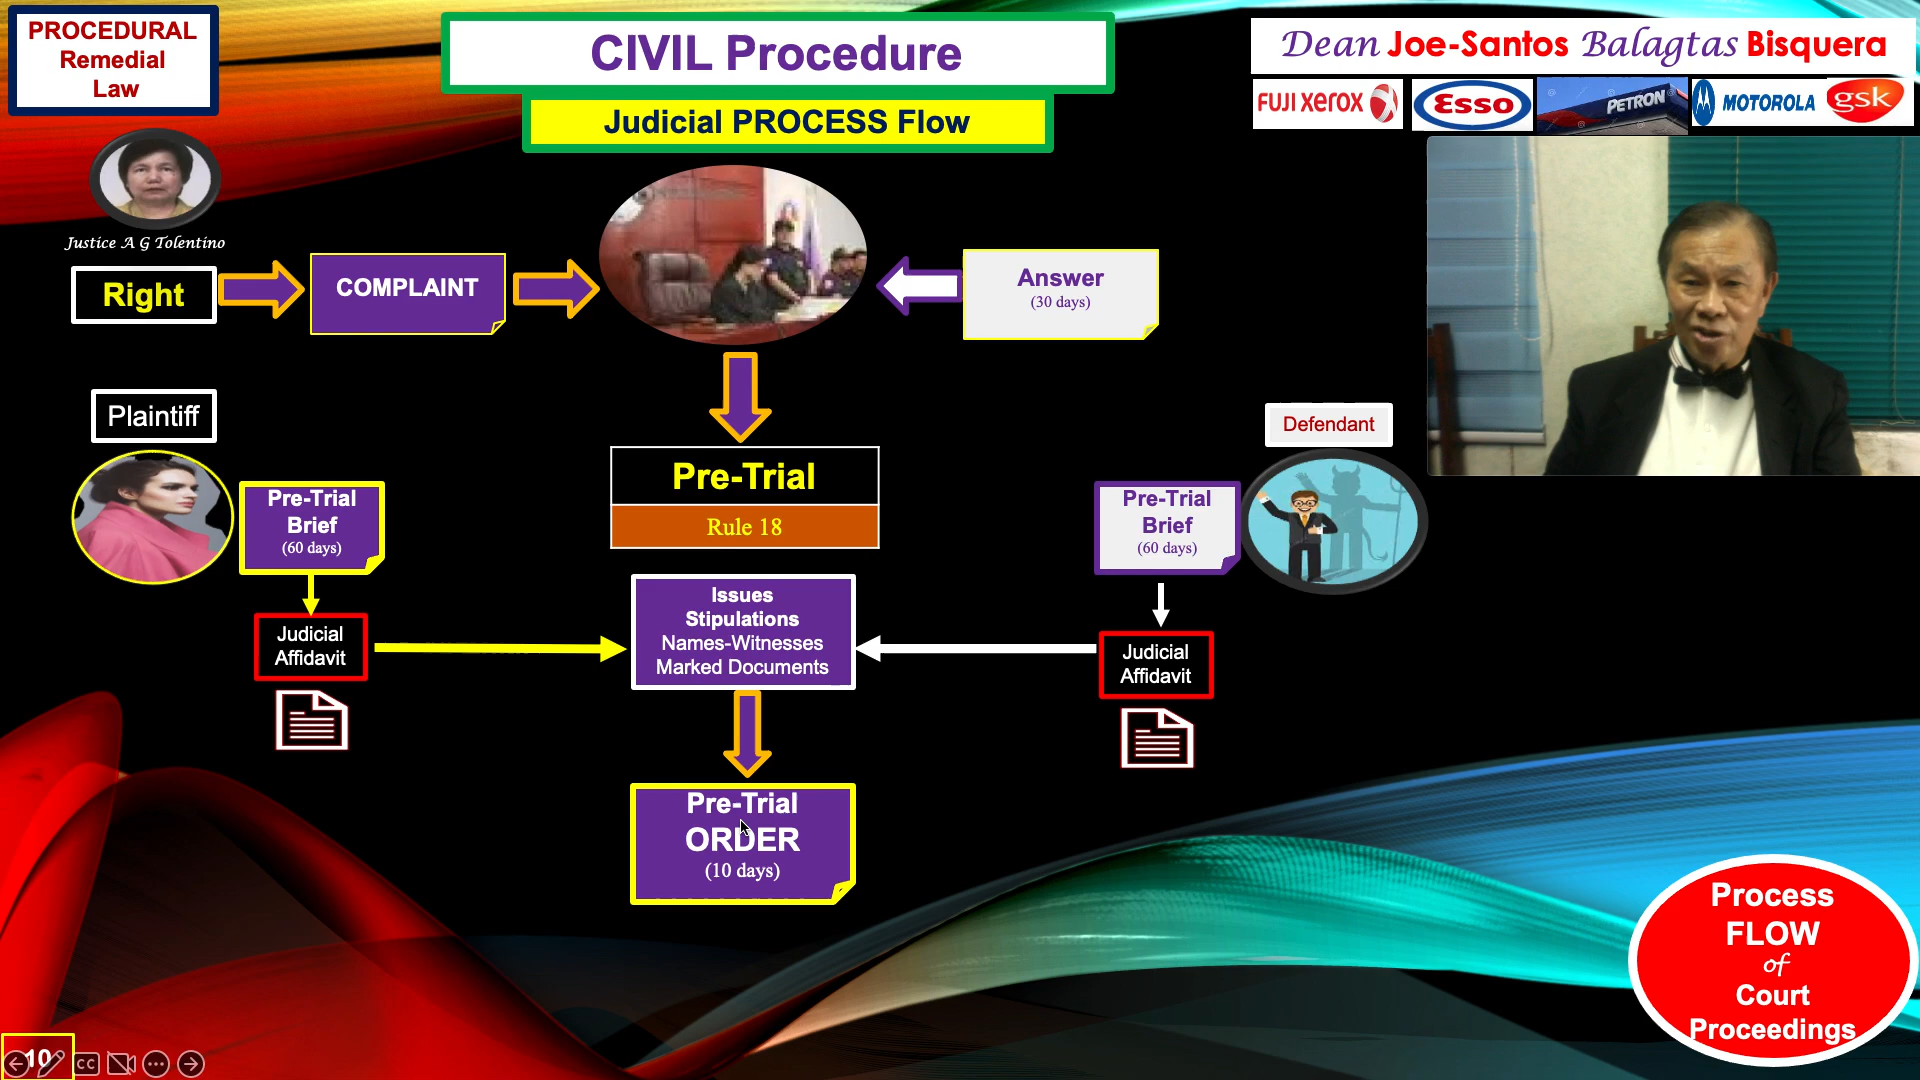 PROCEDURAL
Remedial
Law
CIVIL Procedure
Judicial PROCESS Flow
Dean Joe-Santos Balagtas Bisquera
FUJI XEROX
Esso
PETRON
MOTOROLA
gsk
Justice A G Tolentino
Right
COMPLAINT
Answer
(30 days)
Plaintiff
Defendant
Pre-Trial
Rule 18
Pre-Trial
Brief
(60 days)
Pre-Trial
Brief
(60 days)
Issues
Stipulations
Names-Witnesses
Marked Documents
Judicial
Affidavit
Judicial
Affidavit
Pre-Trial
ORDER
(10 days)
Process
FLOW
of
Court
Proceedings
10
CC